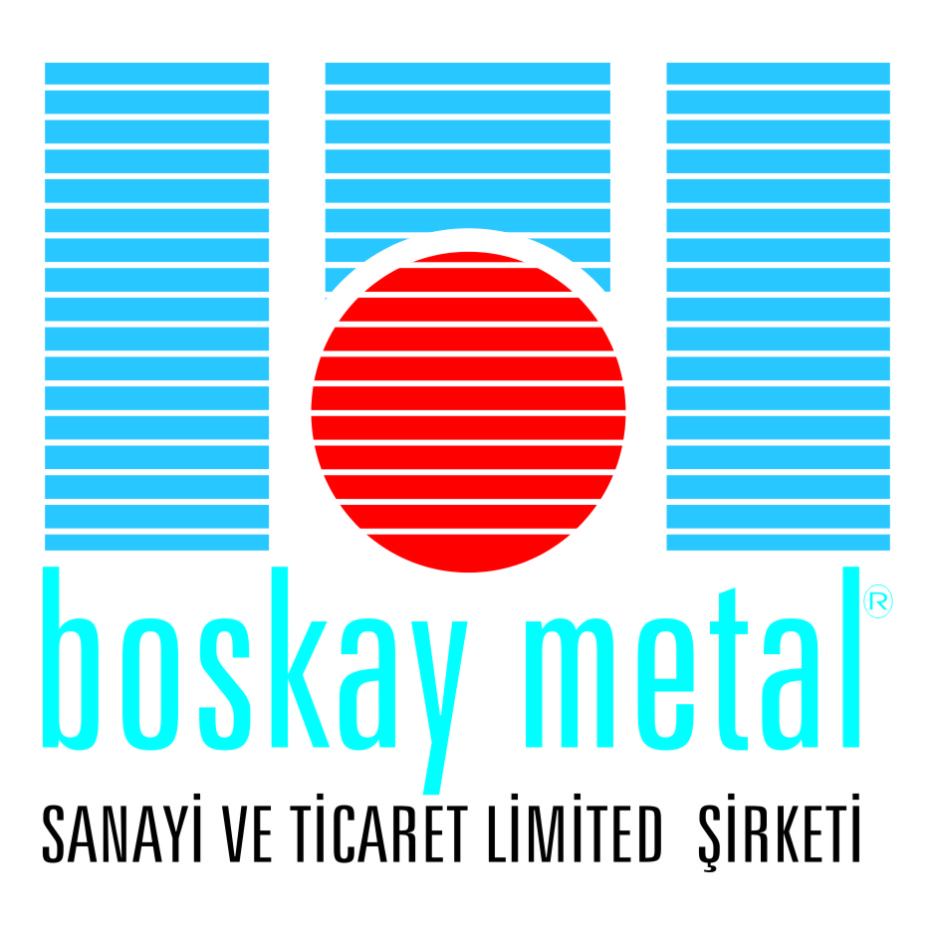 boskay metal®
SANAYİ VE TİCARET LİMİTED ŞİRKETİ